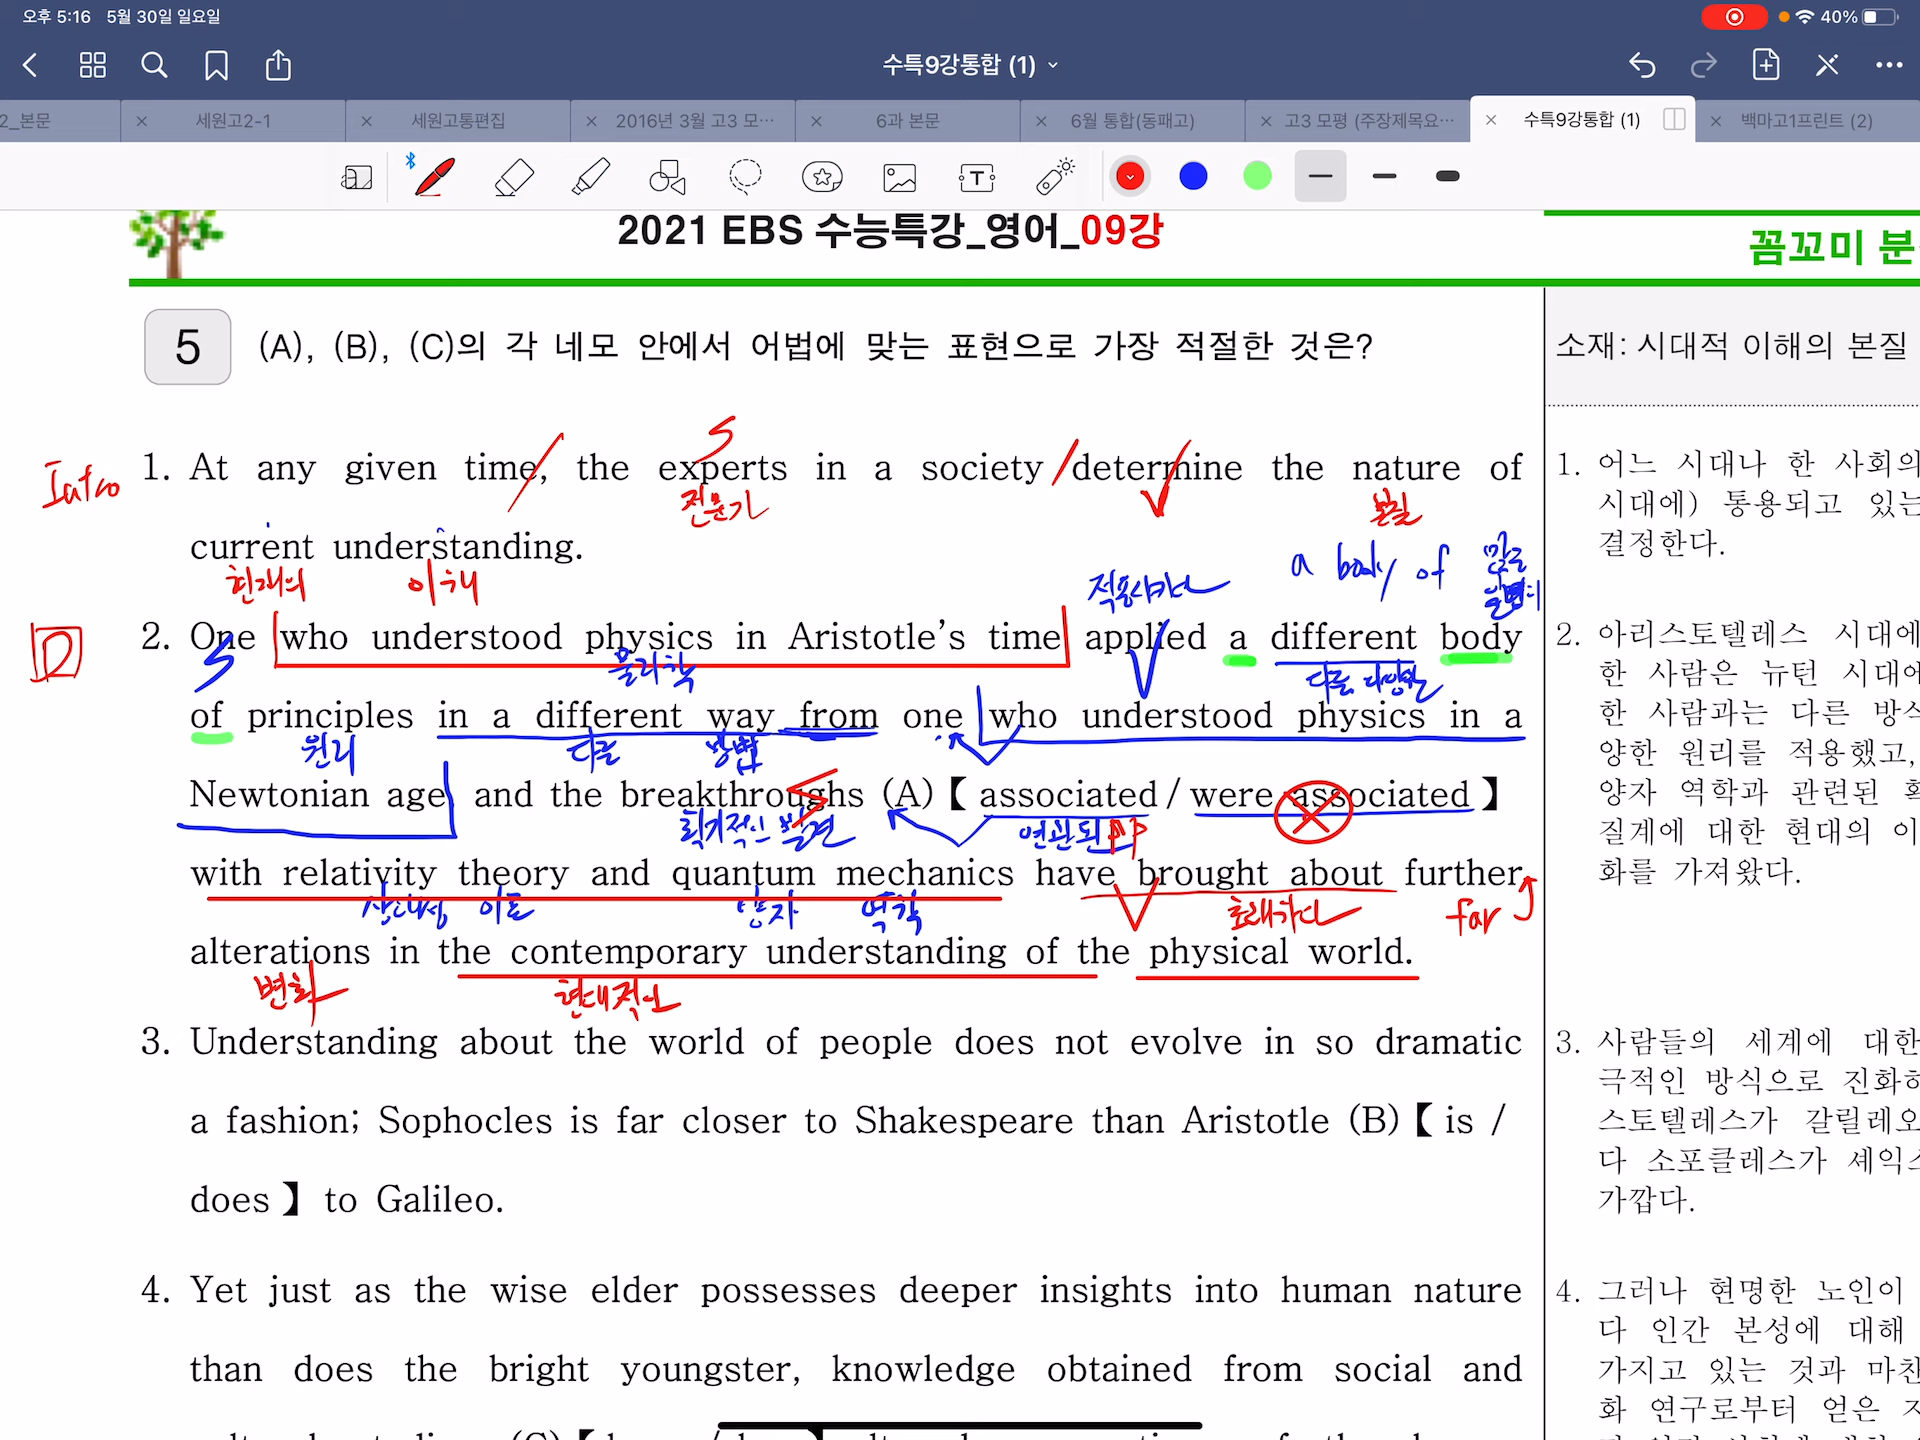 오후 5:16 5월 30일 일요일
40%
수특9강통합 (1)
2_본문
세원고2-1
세원고통편집
2016년 3월 고3 모…
6과 본문
6월 통합(동패고)
고3 모평 (주장제목요…
수특9강통합 (1)
백마고1프린트 (2)
2021 EBS 수능특강_영어_09강
꼼꼬미 분
5 (A), (B), (C)의 각 네모 안에서 어법에 맞는 표현으로 가장 적절한 것은?
소재: 시대적 이해의 본질
S
1. At any given time, the experts in a society determine the nature of
전문가 본질
current understanding.
현재의 이해
a body of 많은
2. One who understood physics in Aristotle's time applied a different body
S 물리학
of principles in a different way from one who understood physics in a
원리 다른 방법
Newtonian age and the breakthroughs (A)【 associated / were associated 】
획기적인 발견 연관된 PP
with relativity theory and quantum mechanics have brought about further
상대성 이론 양자 역학 초래하다 far
alterations in the contemporary understanding of the physical world.
변화 현대적인
3. Understanding about the world of people does not evolve in so dramatic
a fashion; Sophocles is far closer to Shakespeare than Aristotle (B)【 is /
does 】 to Galileo.
4. Yet just as the wise elder possesses deeper insights into human nature
than does the bright youngster, knowledge obtained from social and
1. 어느 시대나 한 사회의
시대에) 통용되고 있는
결정한다.
2. 아리스토텔레스 시대에
한 사람은 뉴턴 시대에
한 사람과는 다른 방식
양한 원리를 적용했고,
양자 역학과 관련된 획
질계에 대한 현대의 이
화를 가져왔다.
3. 사람들의 세계에 대한
극적인 방식으로 진화하
스토텔레스가 갈릴레오
다 소포클레스가 셰익스
가깝다.
4. 그러나 현명한 노인이
다 인간 본성에 대해
가지고 있는 것과 마찬
화 연구로부터 얻은 지